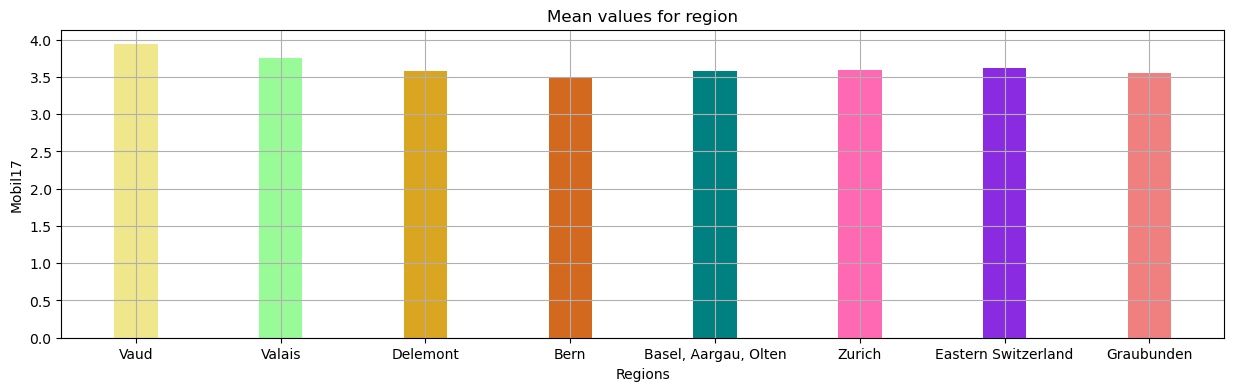 Mean values for region
Mobil17
4.0
3.5
3.0
2.5
2.0
1.5
1.0
0.5
0.0
Vaud Valais Delemont Bern Basel, Aargau, Olten Zurich Eastern Switzerland Graubunden
Regions